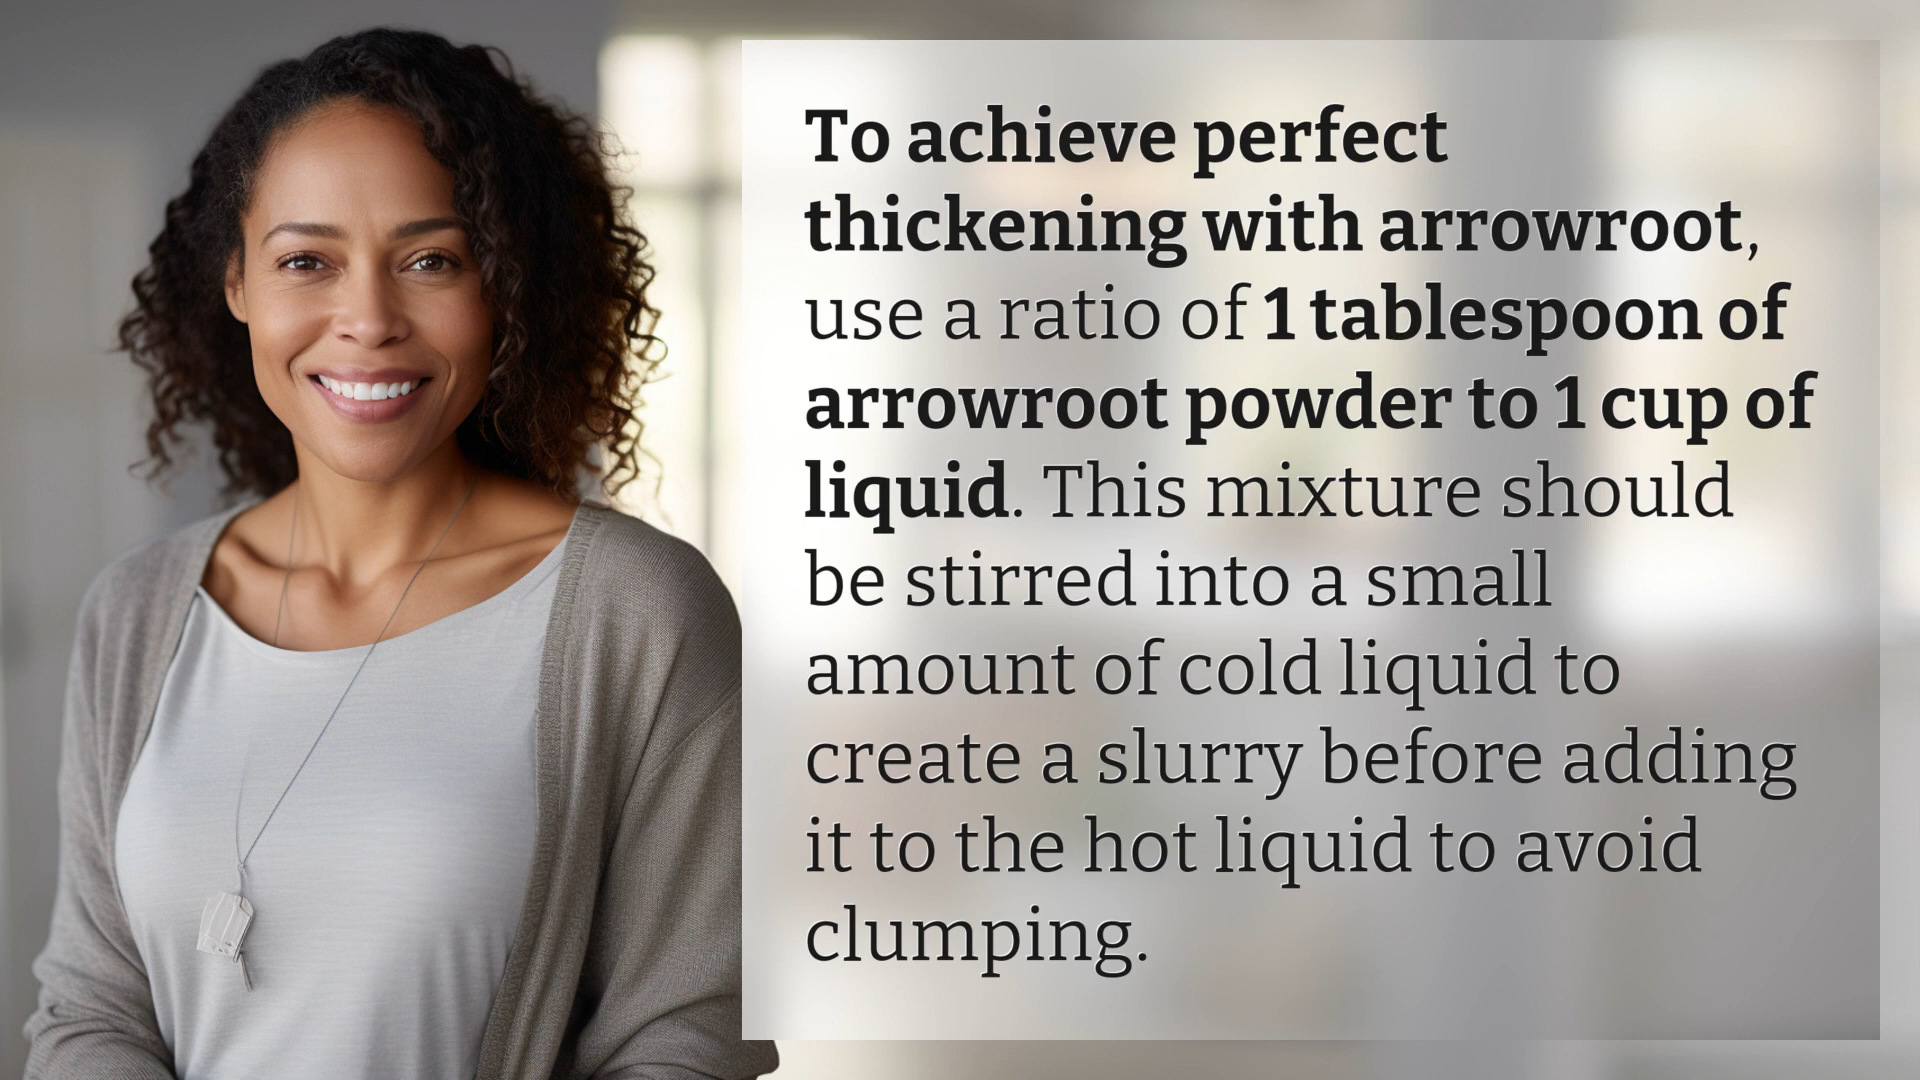 To achieve perfect
thickening with arrowroot,
use a ratio of 1 tablespoon of
arrowroot powder to 1 cup of
liquid. This mixture should
be stirred into a small
amount of cold liquid to
create a slurry before adding
it to the hot liquid to avoid
clumping.